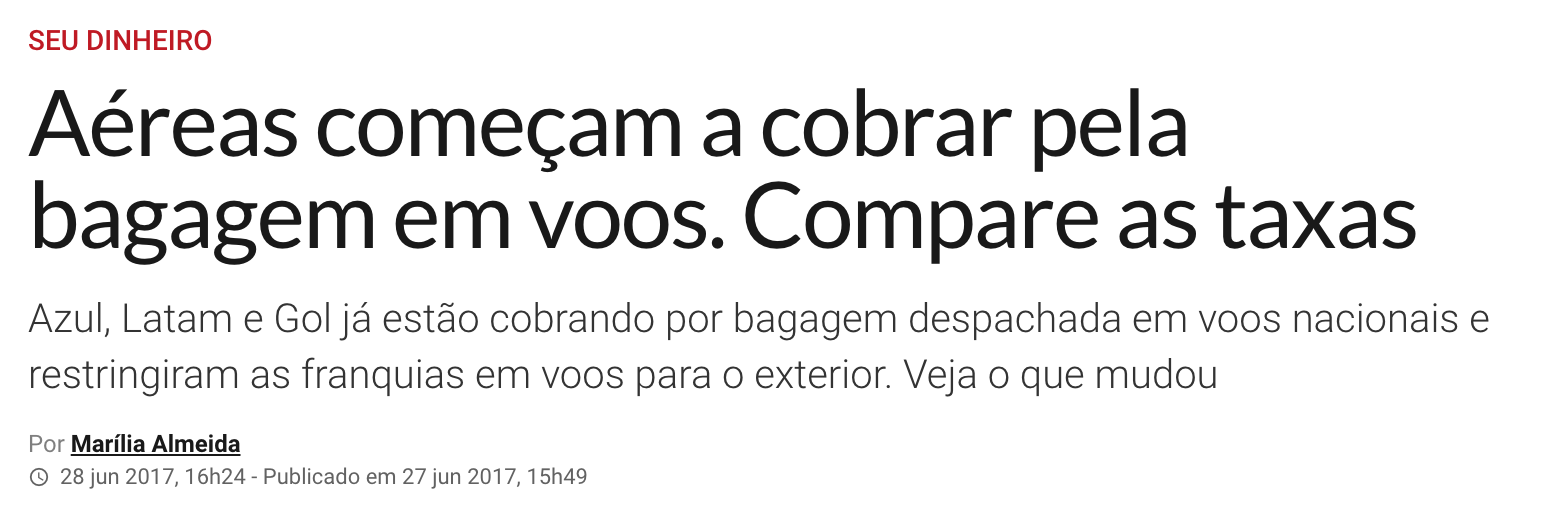 SEU DINHEIRO
Aéreas começam a cobrar pela
bagagem em voos. Compare as taxas
Azul, Latam e Gol já estão cobrando por bagagem despachada em voos nacionais e
restringiram as franquias em voos para o exterior. Veja o que mudou
Por Marília Almeida
28 jun 2017, 16h24 - Publicado em 27 jun 2017, 15h49